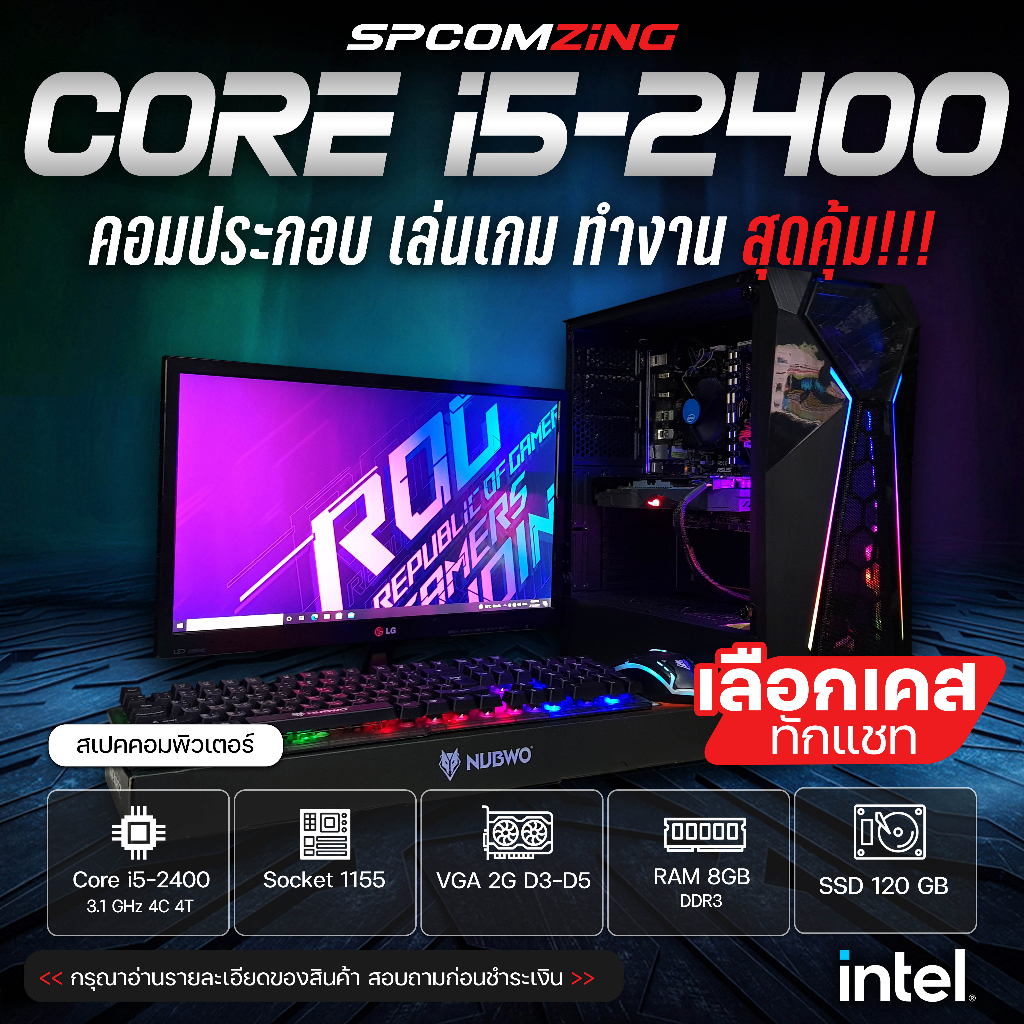 SPCOMZiNG
CORE i5-2400
คอมประกอบ เล่นเกม ทำงาน สุดคุ้ม!!!
ROG
REPUBLIC OF GAMER
GAMERS
LG
เลือกเคส
ทักแชท
สเปคคอมพิวเตอร์
NUBWO
Core i5-2400
3.1 GHz 4C 4T
Socket 1155
VGA 2G D3-D5
RAM 8GB
DDR3
SSD 120 GB
<< กรุณาอ่านรายละเอียดของสินค้า สอบถามก่อนชำระเงิน >>
intel